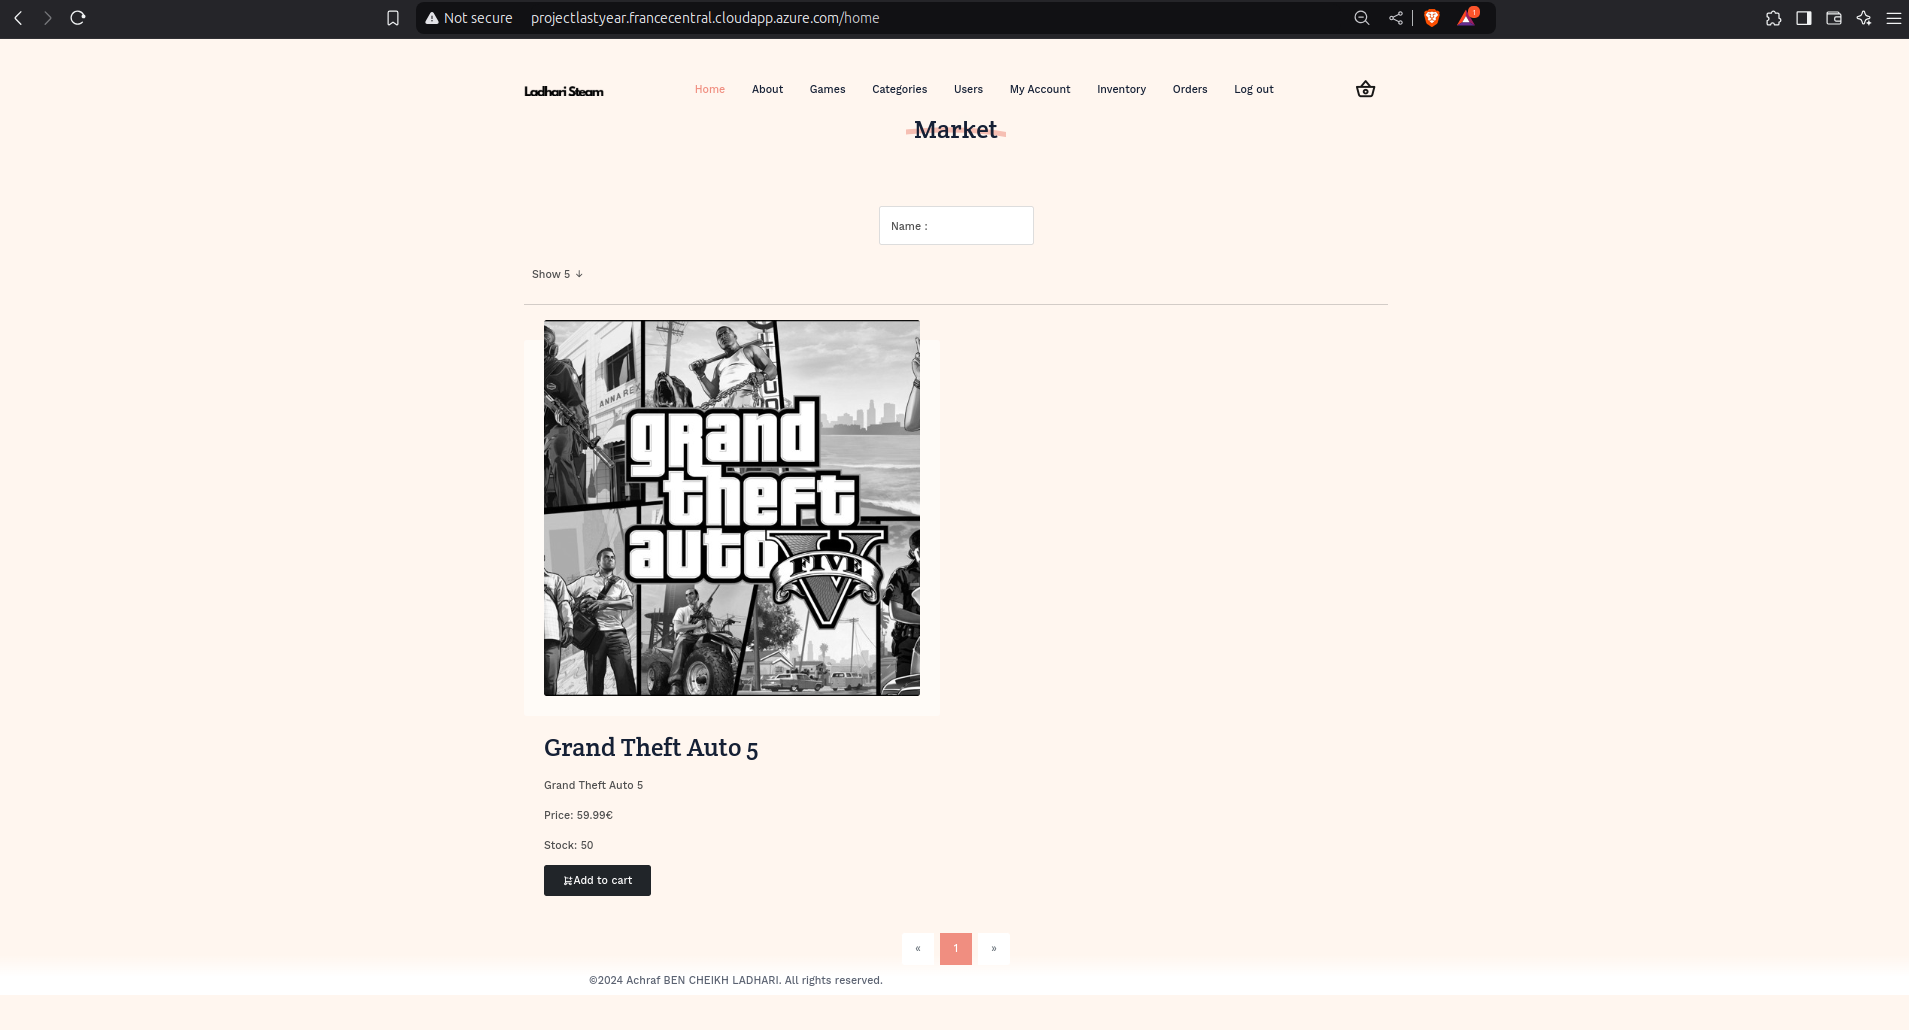 Not secure projectlastyear.francecentral.cloudapp.azure.com/home
Ladhari Steam
Home About Games Categories Users My Account Inventory Orders Log out
Market
Name :
Show 5 ↓
ANNA REX
grand
theft
auto
FIVE
Grand Theft Auto 5
Grand Theft Auto 5
Price: 59.99€
Stock: 50
Add to cart
« 1 »
©2024 Achraf BEN CHEIKH LADHARI. All rights reserved.